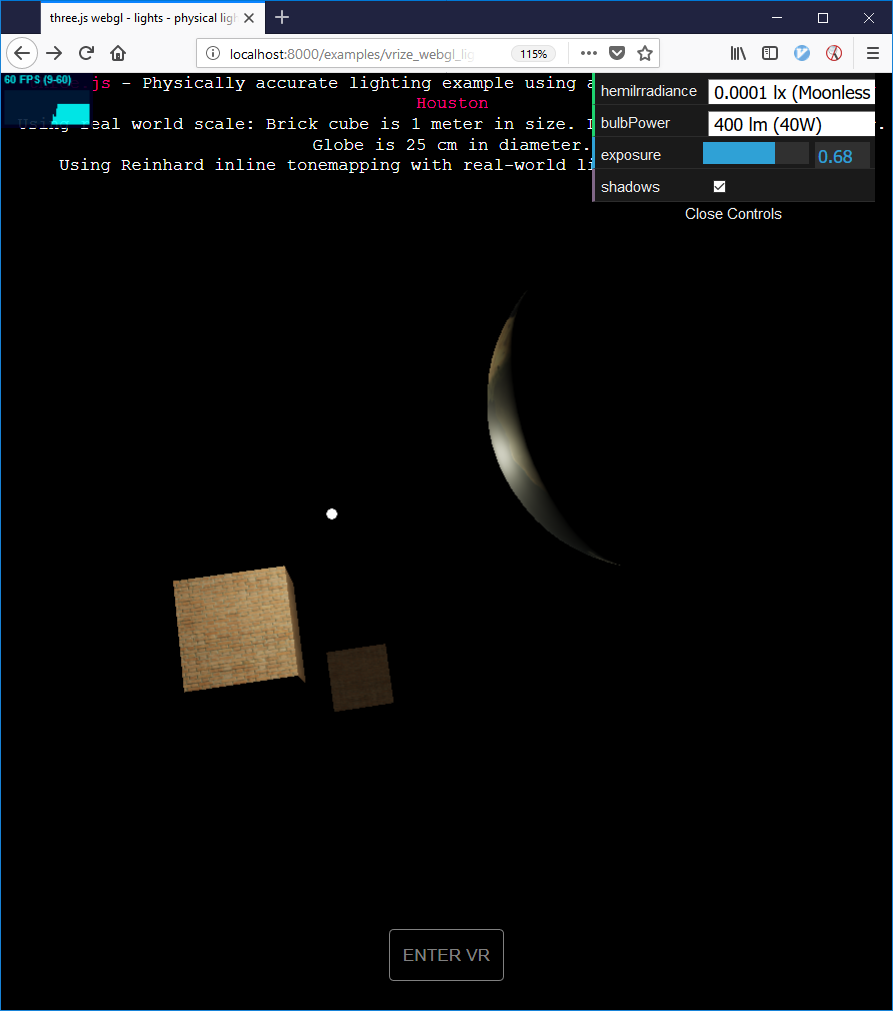 three.js webgl - lights - physical ligh
localhost:8000/examples/vrize_webgl_lig
115%
60 FPS (9-60)
js - Physically accurate lighting example using a
Houston
Using real world scale: Brick cube is 1 meter in size.
Globe is 25 cm in diameter.
Using Reinhard inline tonemapping with real-world li
hemiIrradiance
0.0001 lx (Moonless
bulbPower
400 lm (40W)
exposure
0.68
shadows
Close Controls
ENTER VR